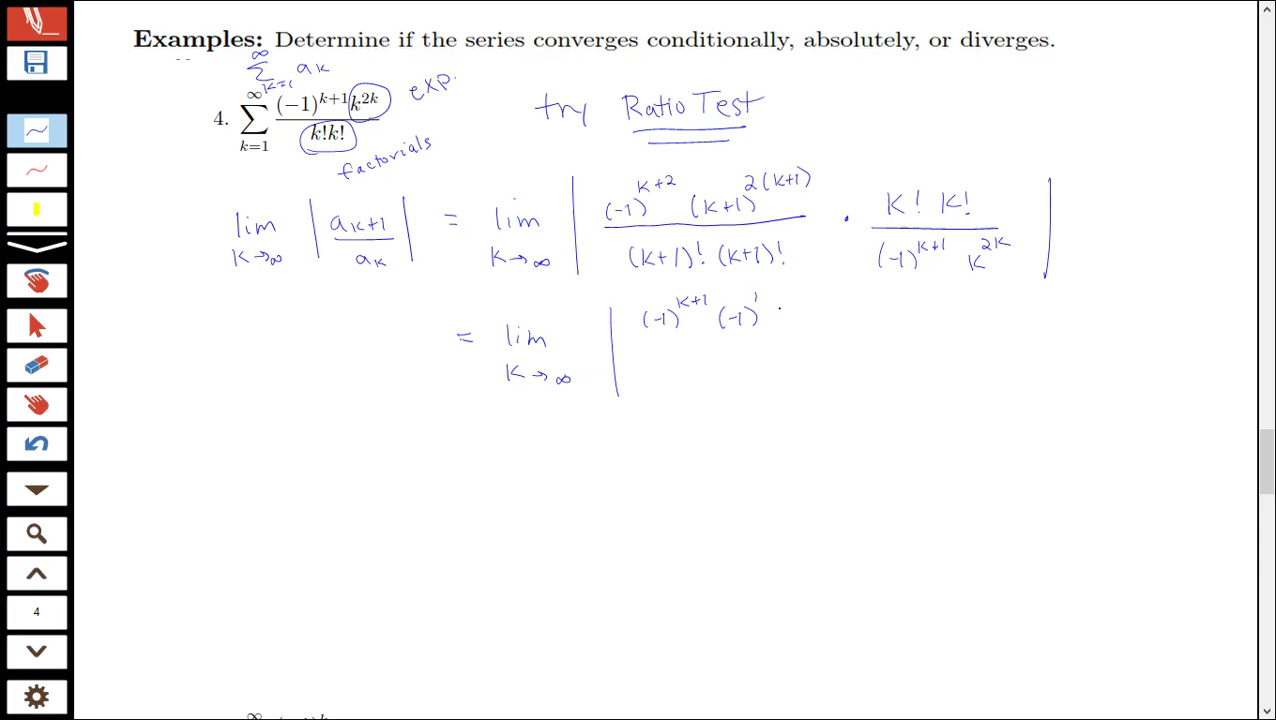 Examples: Determine if the series converges conditionally, absolutely, or diverges.
∞
∑ aₖ
k=1
4. ∑_{k=1}^{∞} (−1)^{k+1} k^{2k} / k!k!
exp.
factorials
try Ratio Test
lim_{k→∞} | a_{k+1} / a_k | = lim_{k→∞} | (-1)^{k+2} (k+1)^{2(k+1)} / (k+1)! (k+1)! · k! k! / (-1)^{k+1} k^{2k} |
= lim_{k→∞} | (-1)^{k+1} (-1)^1 ·
4